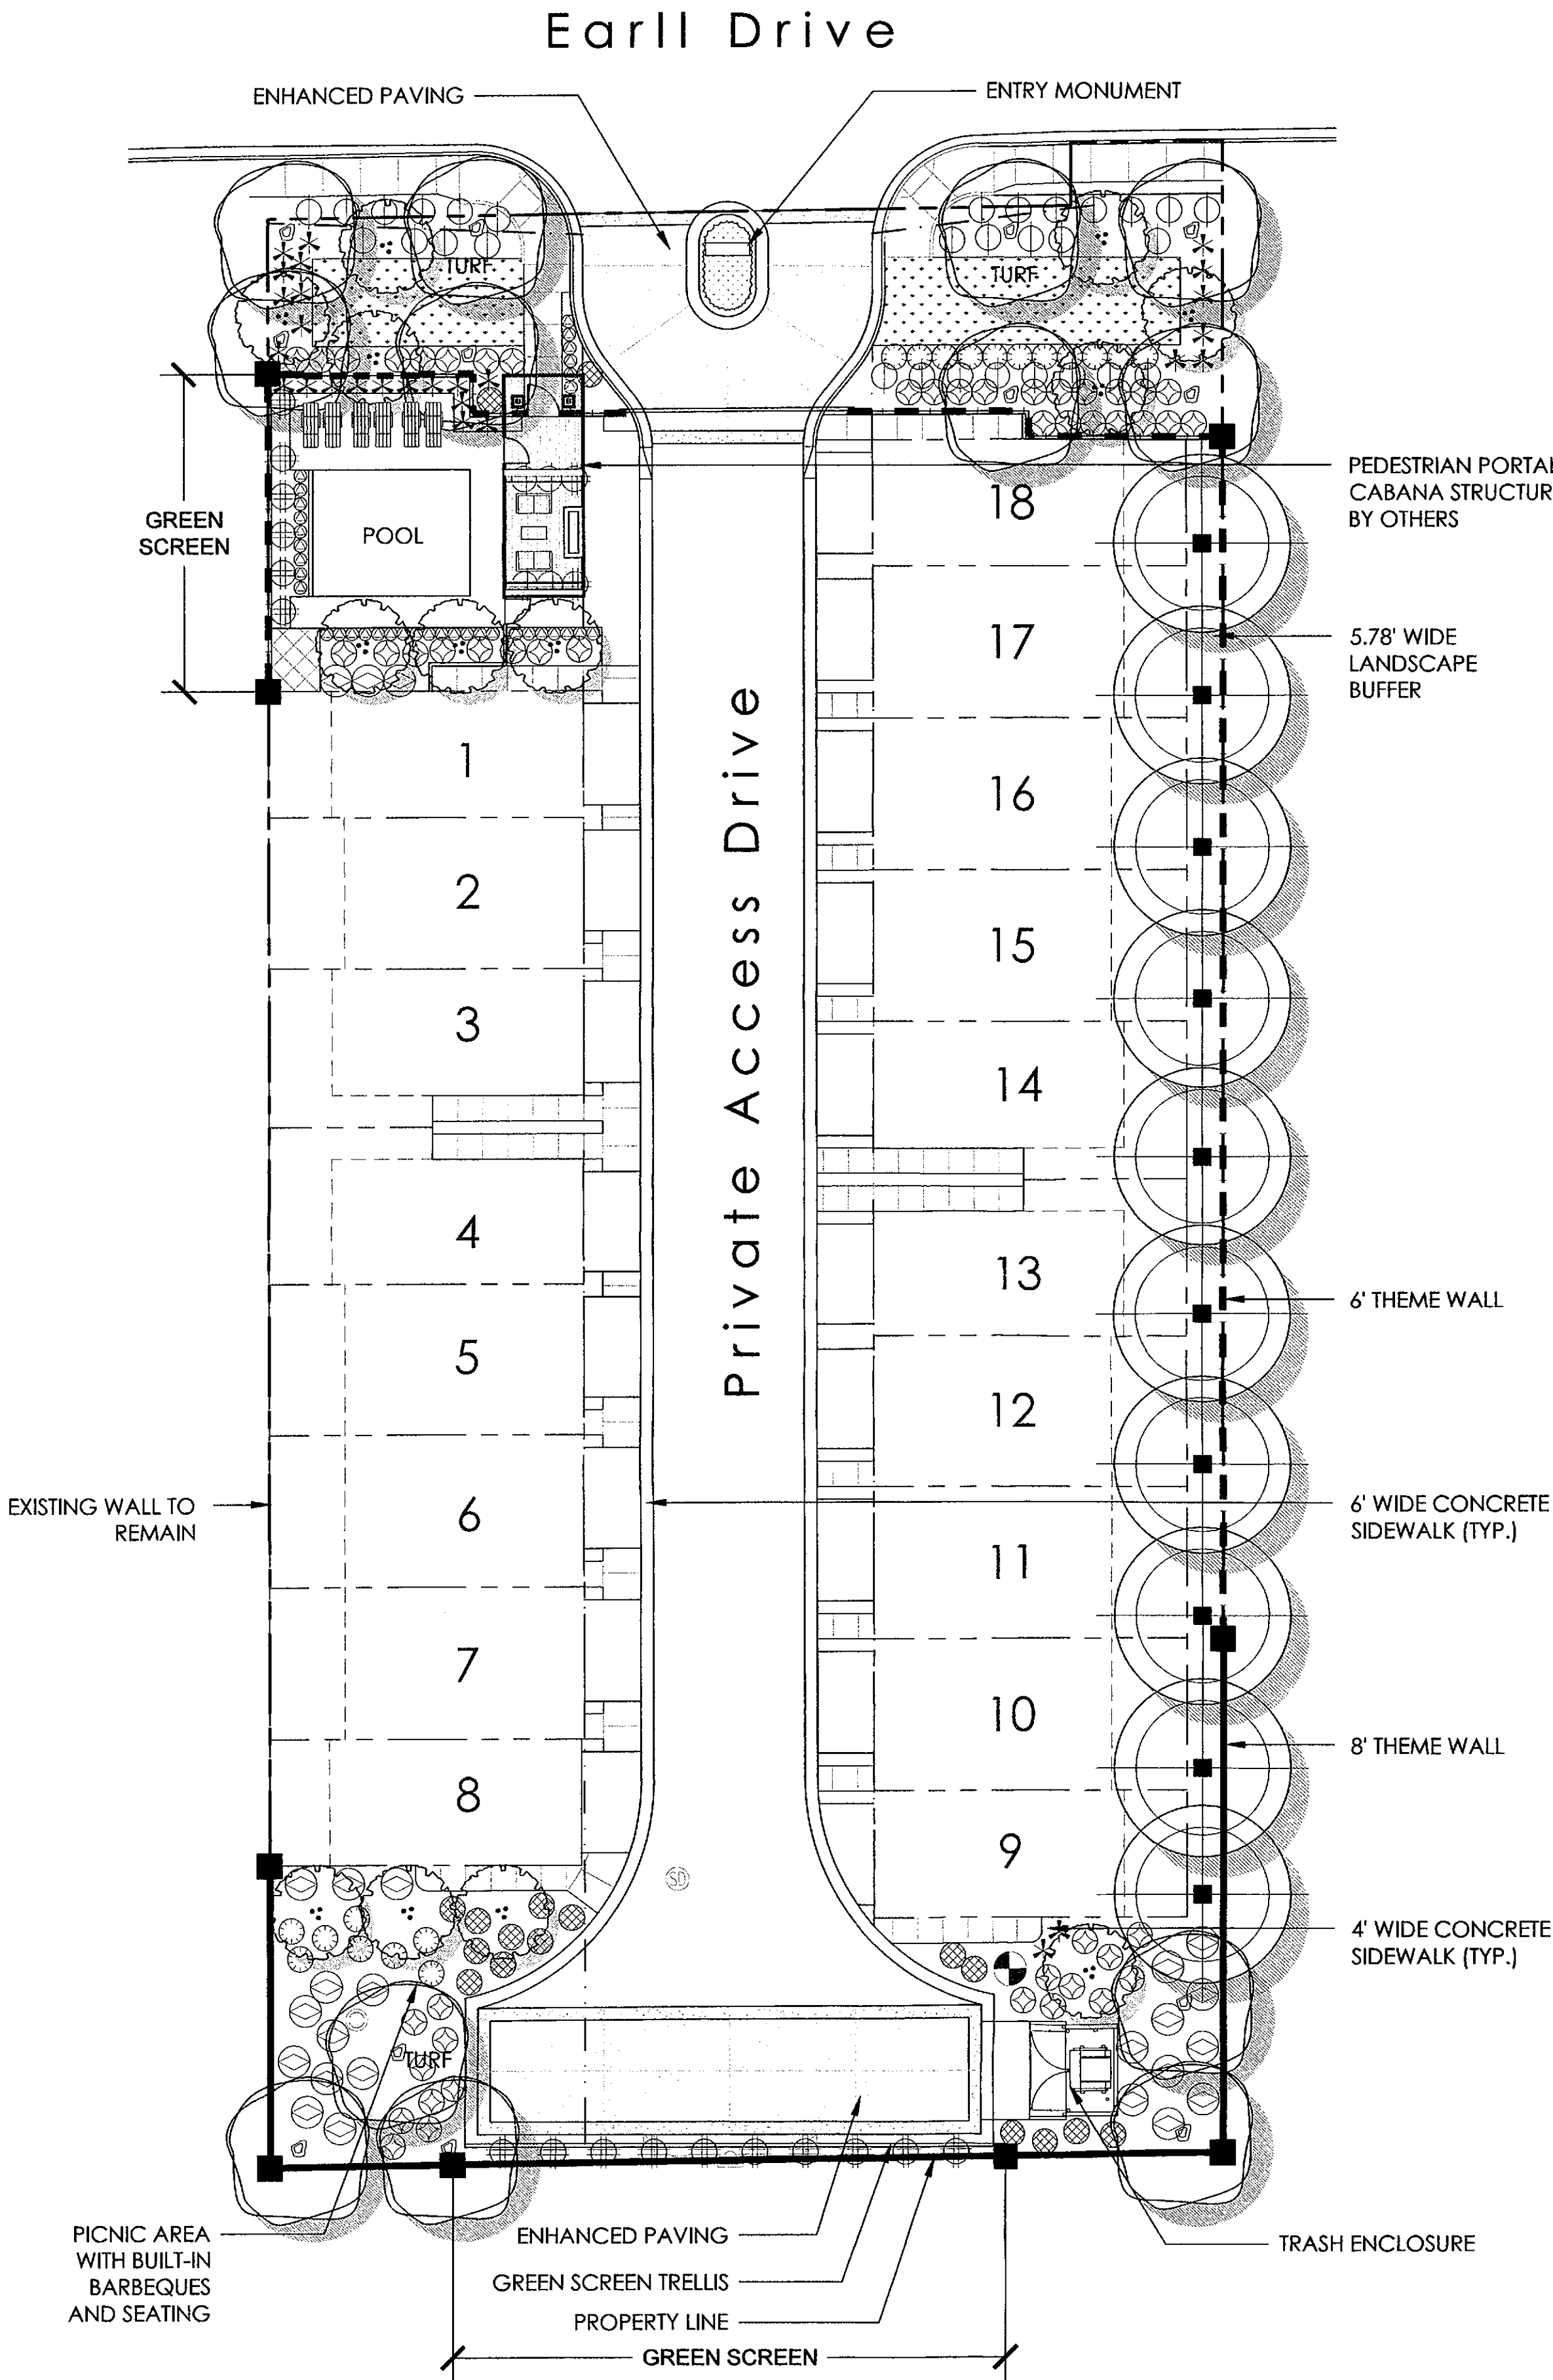 Earll Drive
ENHANCED PAVING
ENTRY MONUMENT
TURF
TURF
PEDESTRIAN PORTAL
CABANA STRUCTUR
BY OTHERS
GREEN
SCREEN
POOL
18
17
5.78' WIDE
LANDSCAPE
BUFFER
1
16
2
15
3
14
Private Access Drive
4
13
6' THEME WALL
5
12
EXISTING WALL TO
REMAIN
6
6' WIDE CONCRETE
SIDEWALK (TYP.)
11
7
10
8' THEME WALL
8
9
SD
4' WIDE CONCRETE
SIDEWALK (TYP.)
TURF
PICNIC AREA
WITH BUILT-IN
BARBEQUES
AND SEATING
ENHANCED PAVING
TRASH ENCLOSURE
GREEN SCREEN TRELLIS
PROPERTY LINE
GREEN SCREEN